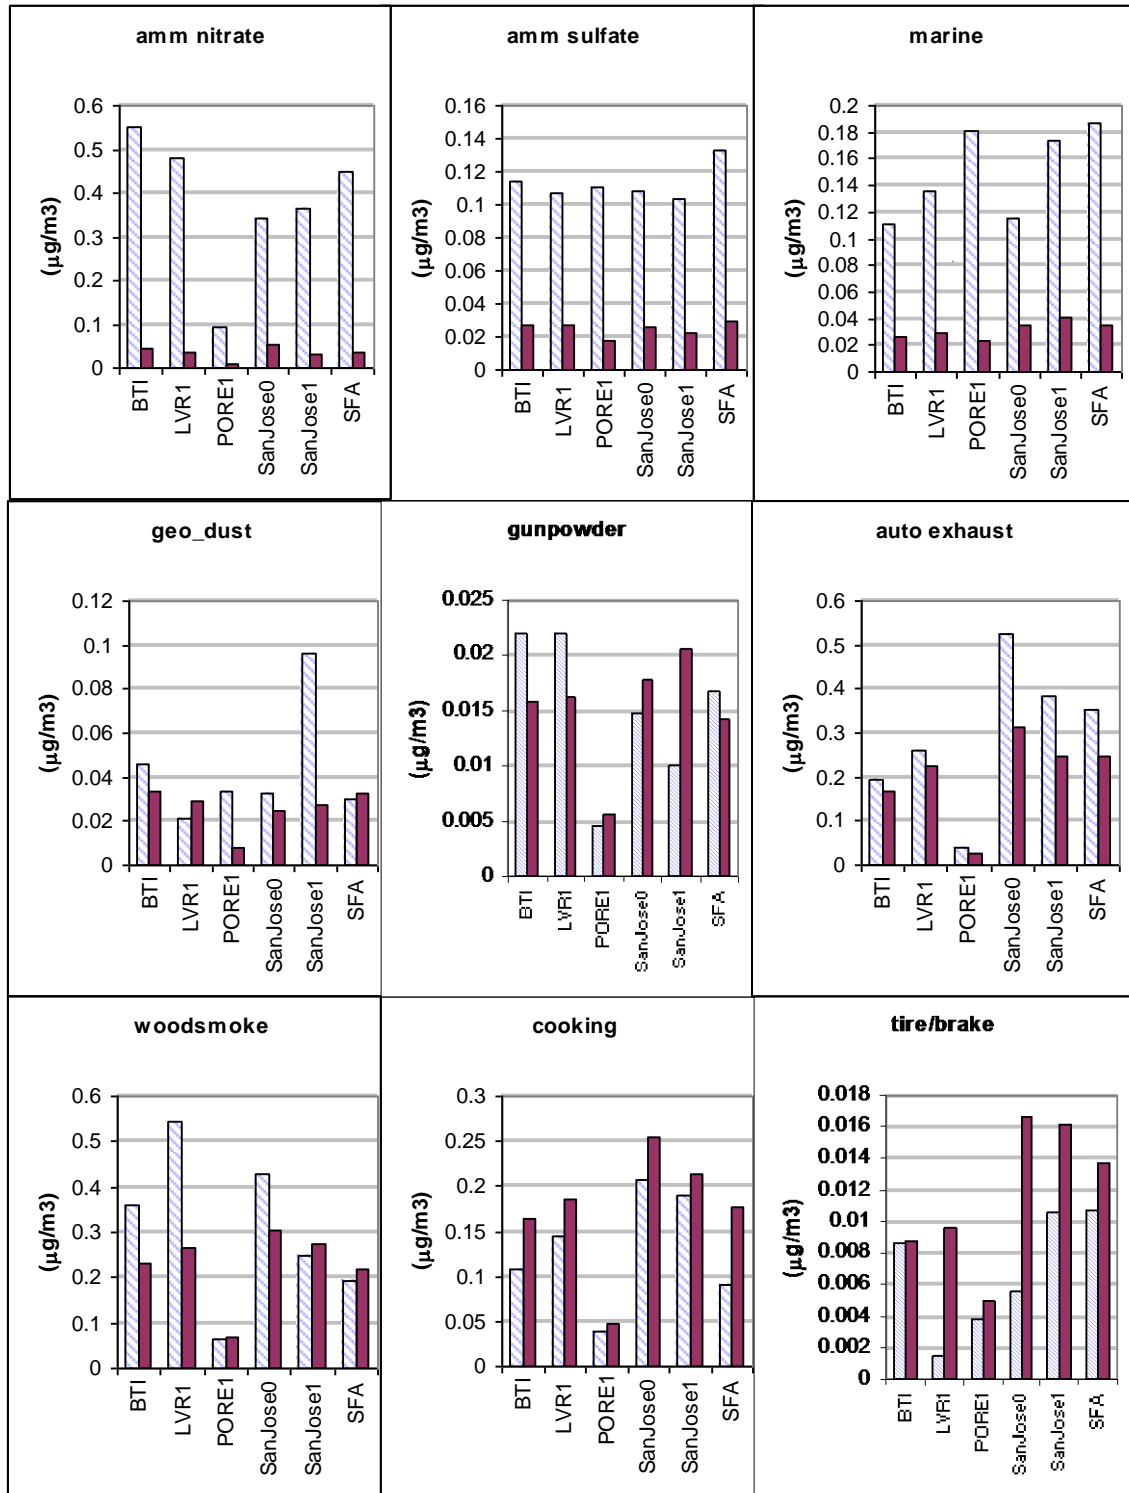 amm nitrate
0.6
0.5
0.4
0.3
0.2
0.1
0
(µg/m3)
BTI
LVR1
PORE1
SanJose0
SanJose1
SFA
amm sulfate
0.16
0.14
0.12
0.10
0.08
0.06
0.04
0.02
0
(µg/m3)
BTI
LVR1
PORE1
SanJose0
SanJose1
SFA
marine
0.2
0.18
0.16
0.14
0.12
0.1
0.08
0.06
0.04
0.02
0
(µg/m3)
BTI
LVR1
PORE1
SanJose0
SanJose1
SFA
geo_dust
0.12
0.1
0.08
0.06
0.04
0.02
0
(µg/m3)
BTI
LVR1
PORE1
SanJose0
SanJose1
SFA
gunpowder
0.025
0.02
0.015
0.01
0.005
0
(µg/m3)
BTI
LVR1
PORE1
SanJose0
SanJose1
SFA
auto exhaust
0.6
0.5
0.4
0.3
0.2
0.1
0
(µg/m3)
BTI
LVR1
PORE1
SanJose0
SanJose1
SFA
woodsmoke
0.6
0.5
0.4
0.3
0.2
0.1
0
(µg/m3)
BTI
LVR1
PORE1
SanJose0
SanJose1
SFA
cooking
0.3
0.25
0.2
0.15
0.1
0.05
0
(µg/m3)
BTI
LVR1
PORE1
SanJose0
SanJose1
SFA
tire/brake
0.018
0.016
0.014
0.012
0.01
0.008
0.006
0.004
0.002
0
(µg/m3)
BTI
LVR1
PORE1
SanJose0
SanJose1
SFA